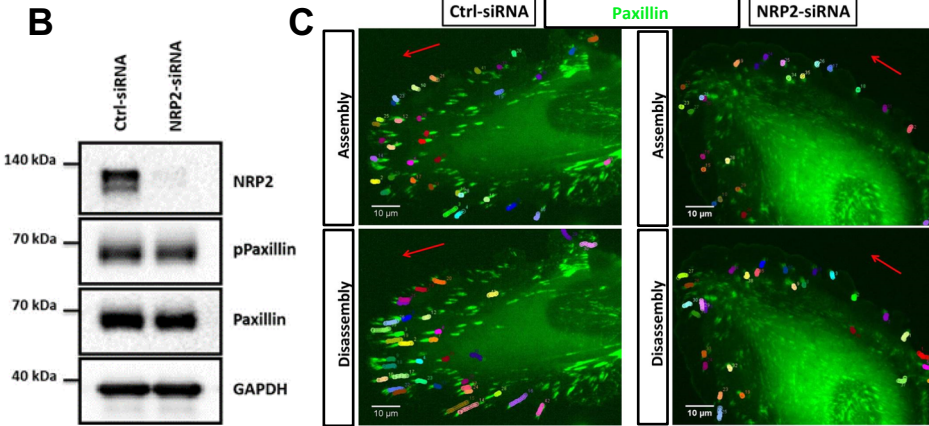 B
Ctrl-siRNA
NRP2-siRNA
140 kDa
NRP2
70 kDa
pPaxillin
70 kDa
Paxillin
40 kDa
GAPDH
C
Ctrl-siRNA
Paxillin
NRP2-siRNA
Assembly
10 µm
Assembly
10 µm
Disassembly
10 µm
Disassembly
10 µm